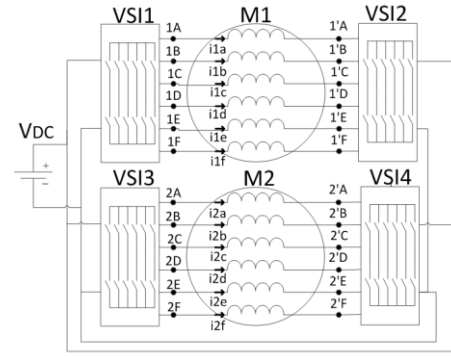 VSI1 M1 VSI2
1A 1'A
i1a
1B 1'B
i1b
1C 1'C
i1c
1D 1'D
i1d
1E 1'E
i1e
1F 1'F
i1f
VDC
+
-
VSI3 M2 VSI4
2A 2'A
i2a
2B 2'B
i2b
2C 2'C
i2c
2D 2'D
i2d
2E 2'E
i2e
2F 2'F
i2f